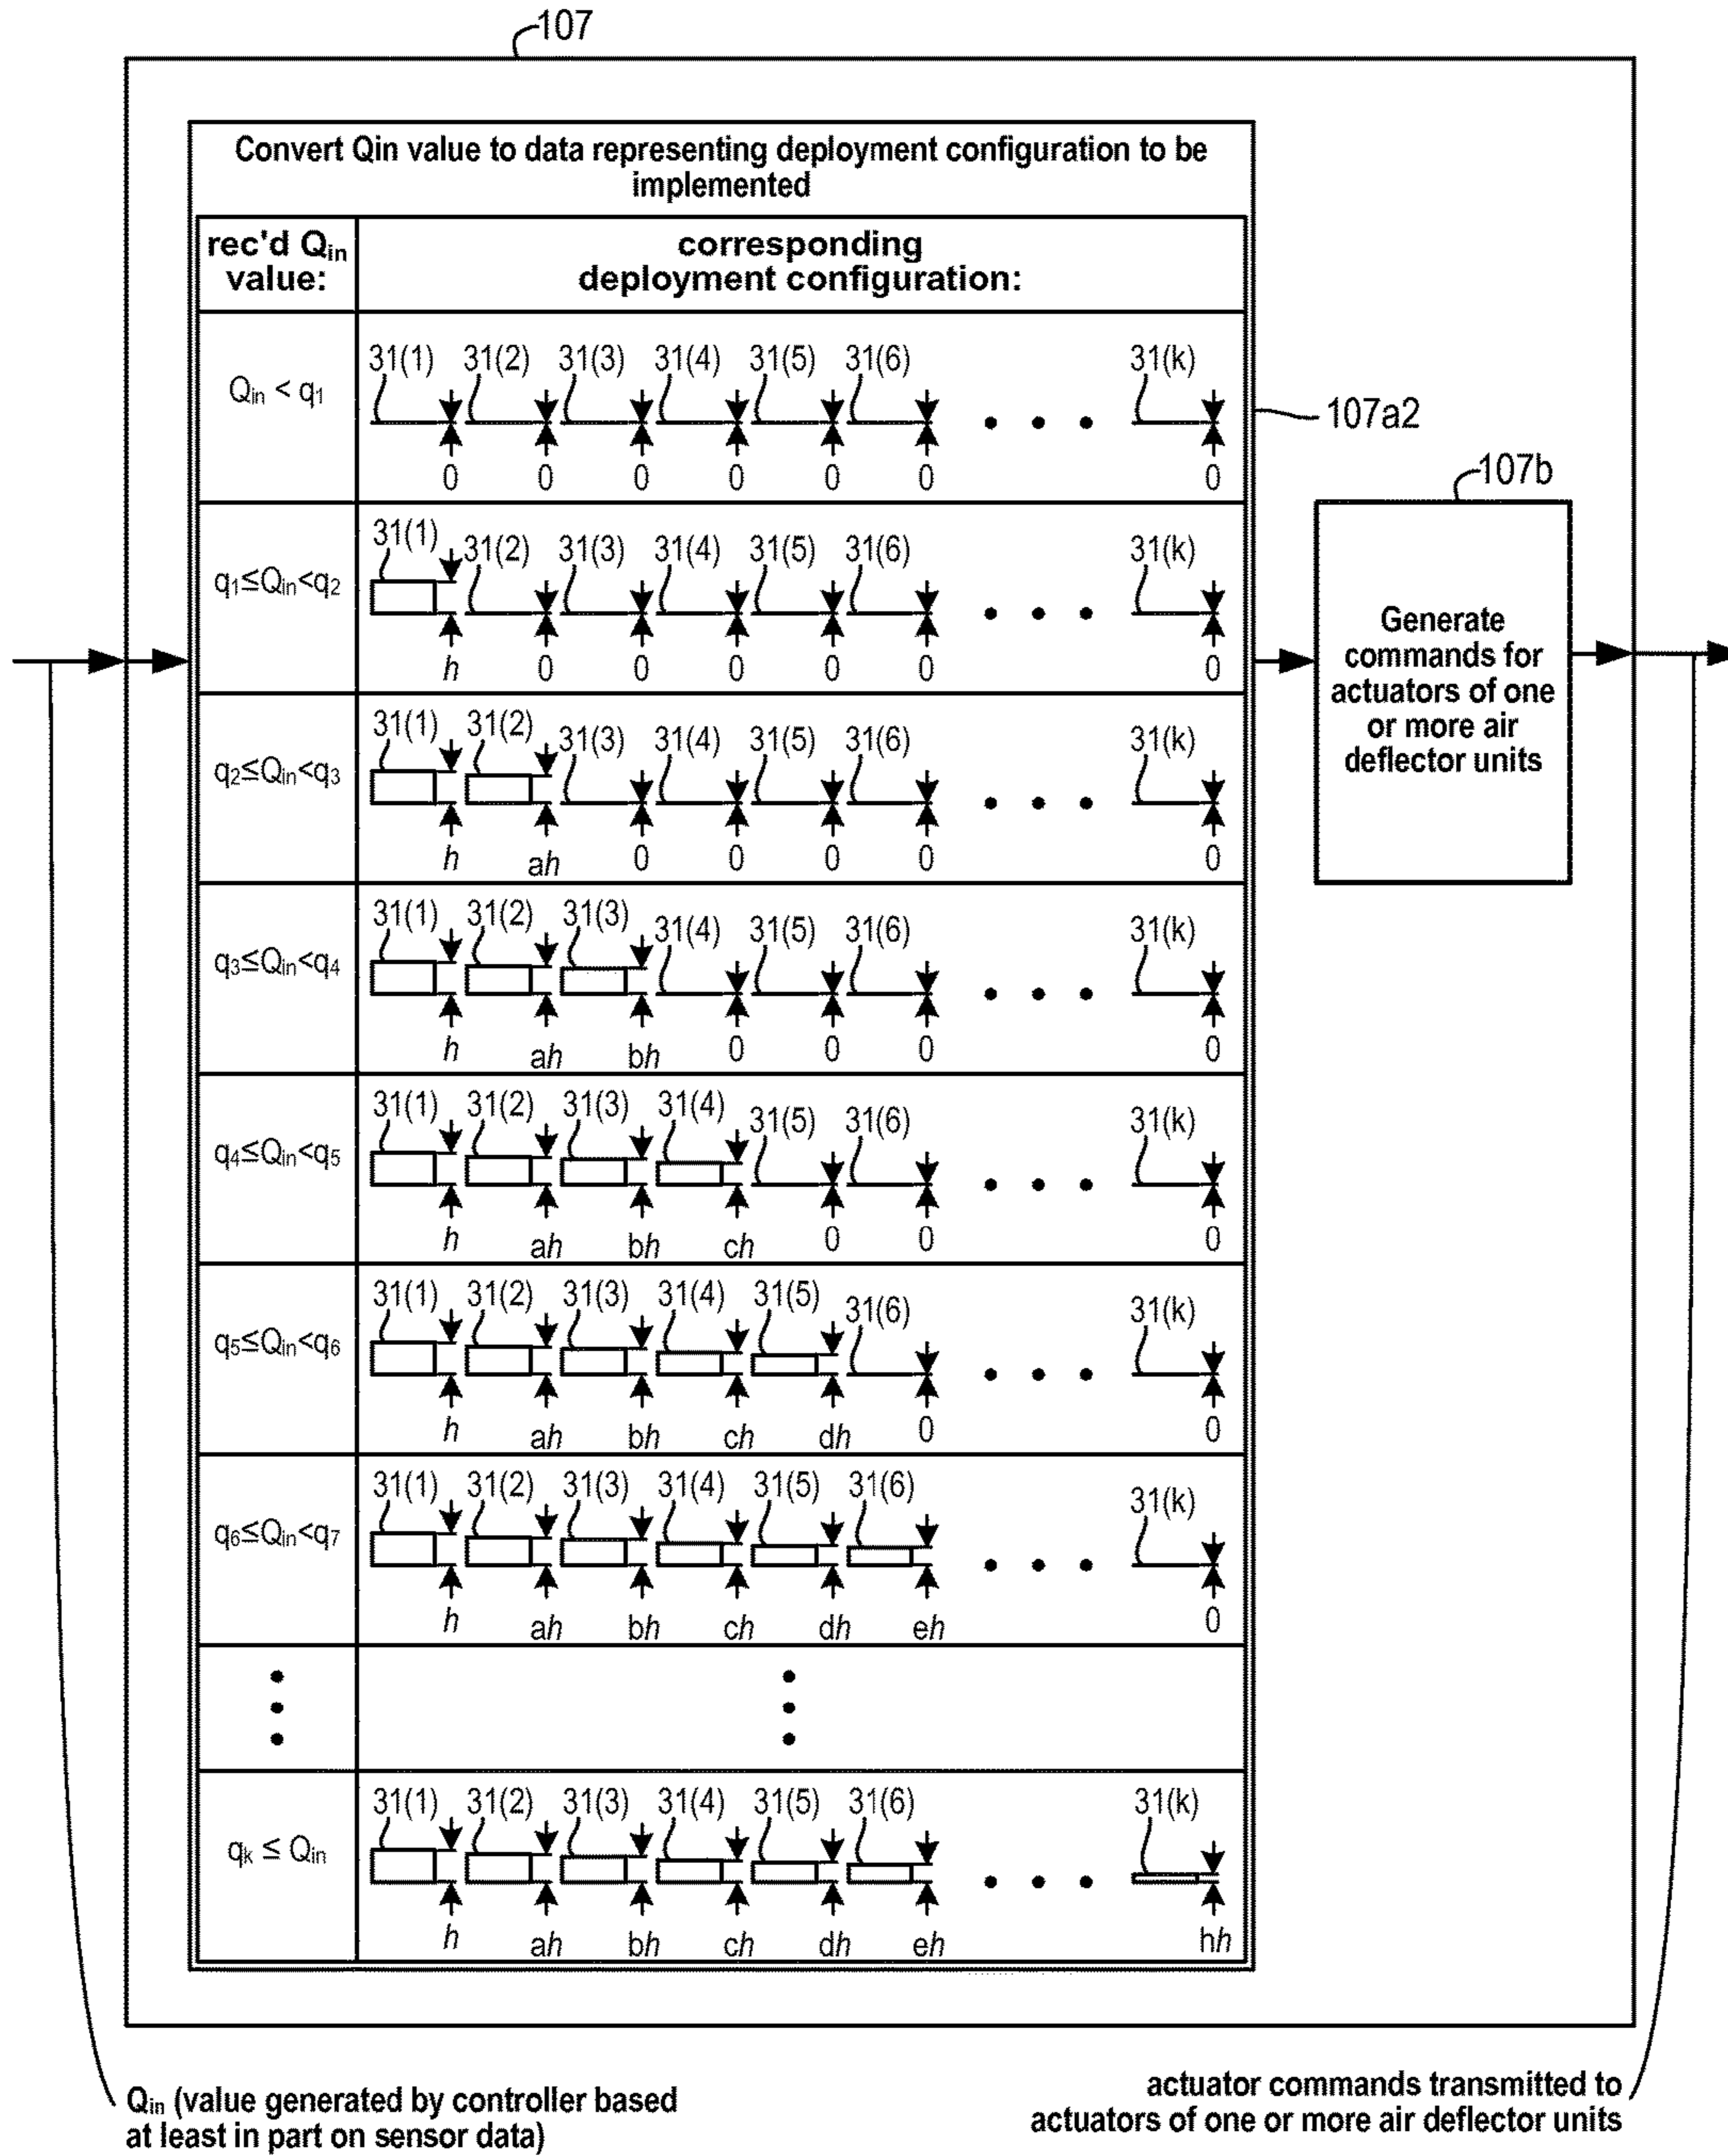 107
Convert Qin value to data representing deployment configuration to be
implemented
rec'd Qin
value:
corresponding
deployment configuration:
Qin < q1
31(1) 31(2) 31(3) 31(4) 31(5) 31(6) 31(k)
0 0 0 0 0 0 0
107a2
107b
q1≤Qin<q2
31(1) 31(2) 31(3) 31(4) 31(5) 31(6) 31(k)
h 0 0 0 0 0 0
Generate
commands for
actuators of one
or more air
deflector units
q2≤Qin<q3
31(1) 31(2) 31(3) 31(4) 31(5) 31(6) 31(k)
h ah 0 0 0 0 0
q3≤Qin<q4
31(1) 31(2) 31(3) 31(4) 31(5) 31(6) 31(k)
h ah bh 0 0 0 0
q4≤Qin<q5
31(1) 31(2) 31(3) 31(4) 31(5) 31(6) 31(k)
h ah bh ch 0 0 0
q5≤Qin<q6
31(1) 31(2) 31(3) 31(4) 31(5) 31(6) 31(k)
h ah bh ch dh 0 0
q6≤Qin<q7
31(1) 31(2) 31(3) 31(4) 31(5) 31(6) 31(k)
h ah bh ch dh eh 0
qk ≤ Qin
31(1) 31(2) 31(3) 31(4) 31(5) 31(6) 31(k)
h ah bh ch dh eh hh
Qin (value generated by controller based
at least in part on sensor data)
actuator commands transmitted to
actuators of one or more air deflector units